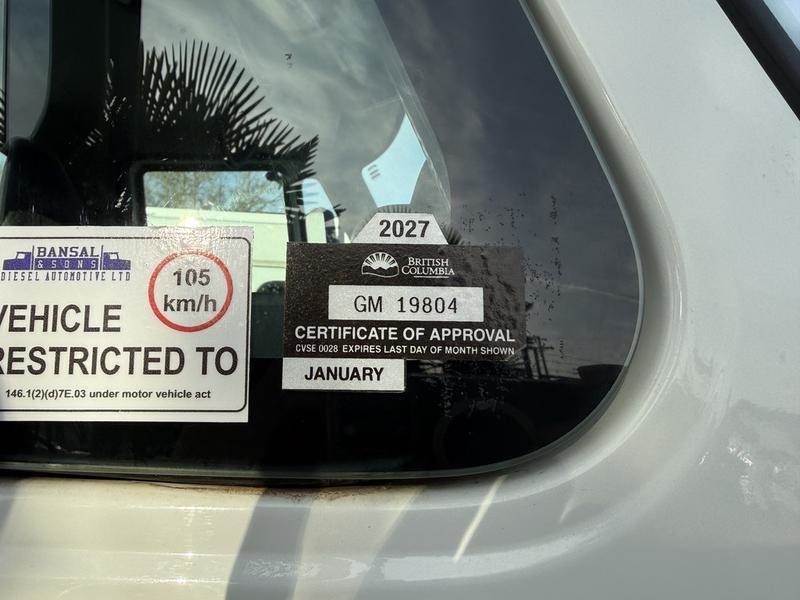 BANSAL
& SONS
DIESEL AUTOMOTIVE LTD
105
km/h
VEHICLE
RESTRICTED TO
146.1(2)(d)7E.03 under motor vehicle act
2027
BRITISH
COLUMBIA
GM 19804
CERTIFICATE OF APPROVAL
CVSE 0028 EXPIRES LAST DAY OF MONTH SHOWN
JANUARY